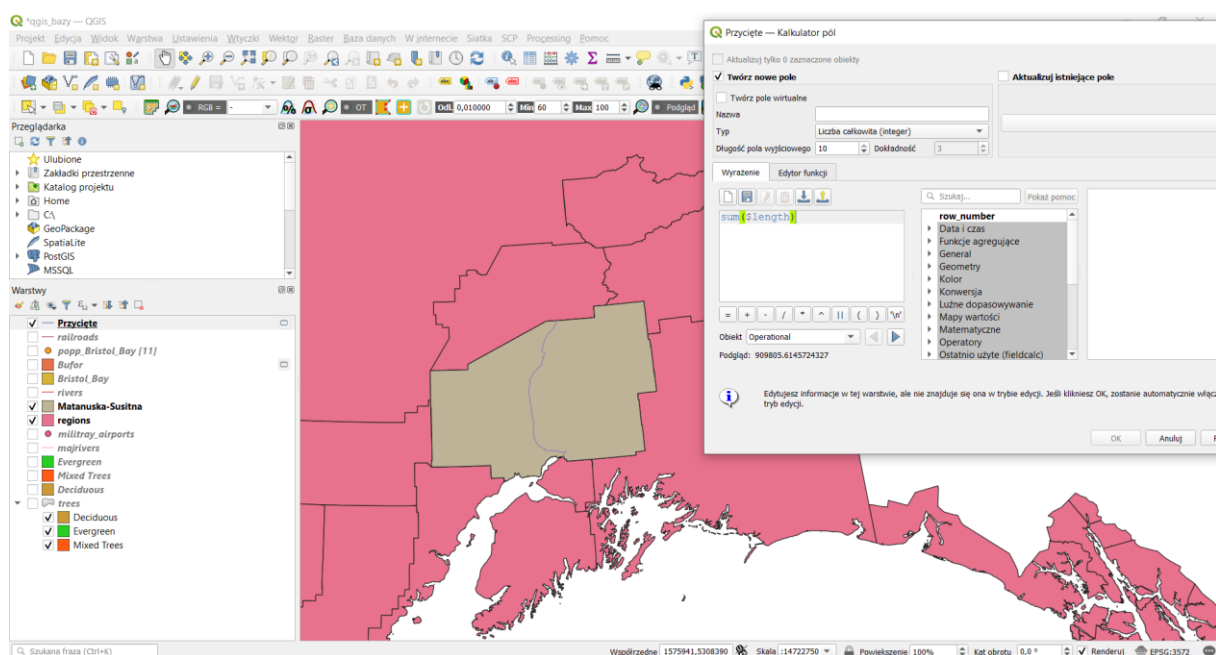 *qgis_bazy — QGIS
Projekt Edycja Widok Warstwa Ustawienia Wtyczki Wektor Raster Baza danych W internecie Siatka SCP Processing Pomoc
RGB = - OT Odl. 0,010000 Min 60 Max 100 Podgląd
Przeglądarka
Ulubione
Zakładki przestrzenne
Katalog projektu
Home
C:\
GeoPackage
SpatiaLite
PostGIS
MSSQL
Warstwy
Przycięte
railroads
popp_Bristol_Bay [11]
Bufor
Bristol_Bay
rivers
Matanuska-Susitna
regions
militray_airports
majrivers
Evergreen
Mixed Trees
Deciduous
trees
Deciduous
Evergreen
Mixed Trees
Przycięte — Kalkulator pól
Aktualizuj tylko 0 zaznaczone obiekty
Twórz nowe pole
Aktualizuj istniejące pole
Twórz pole wirtualne
Nazwa
Typ Liczba całkowita (integer)
Długość pola wyjściowego 10 Dokładność 3
Wyrażenie Edytor funkcji
Szukaj... Pokaż pomoc
sum($length)
row_number
Data i czas
Funkcje agregujące
General
Geometry
Kolor
Konwersja
Luźne dopasowywanie
Mapy wartości
Matematyczne
Operatory
Ostatnio użyte (fieldcalc)
= + - / * ^ || ( ) '\n'
Obiekt Operational
Podgląd: 909805.6145724327
Edytujesz informacje w tej warstwie, ale nie znajduje się ona w trybie edycji. Jeśli klikniesz OK, zostanie automatycznie włącz
tryb edycji.
OK Anuluj P
Szukana fraza (Ctrl+K)
Współrzędne 1575941,5308390 Skala :14722750 Powiększenie 100% Kąt obrotu 0,0 ° Renderuj EPSG:3572